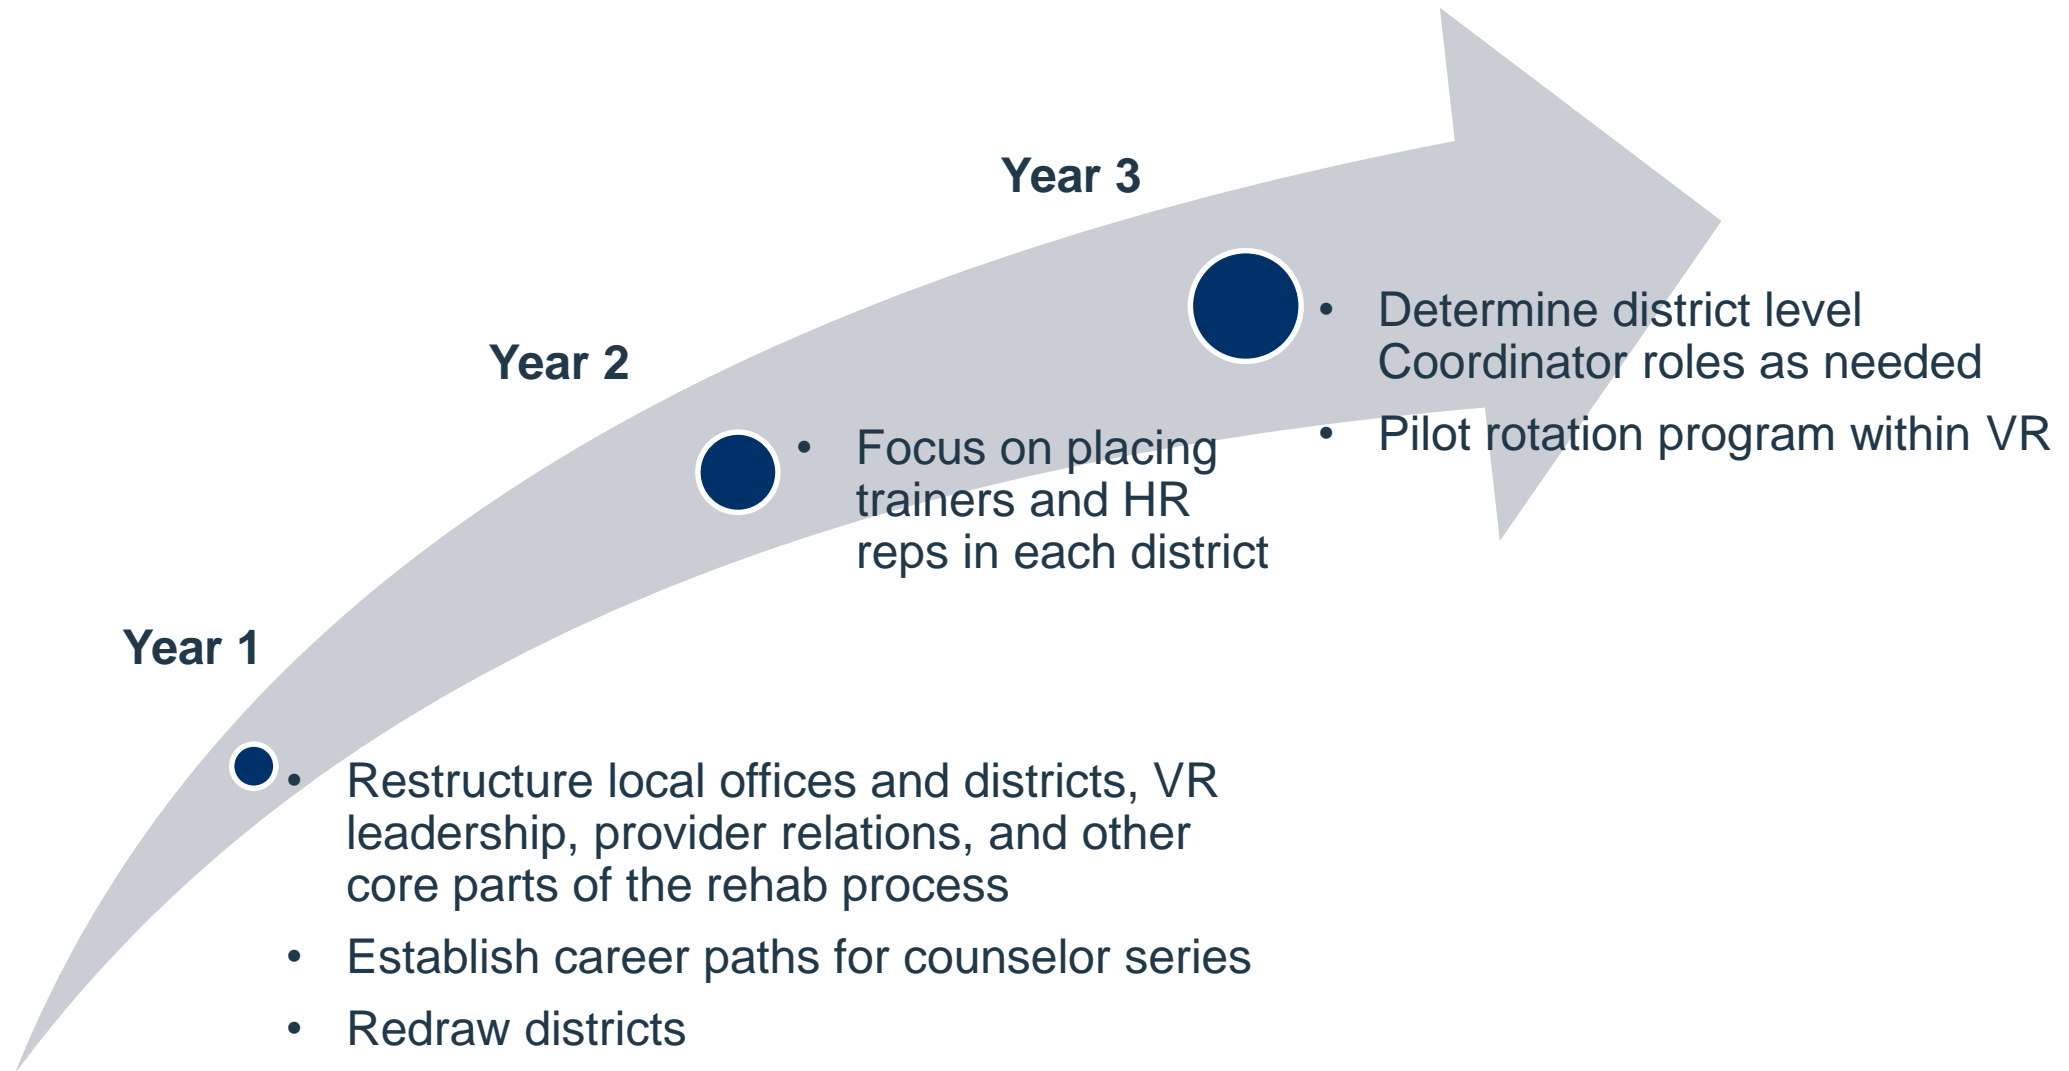 Year 1
• Restructure local offices and districts, VR
leadership, provider relations, and other
core parts of the rehab process
• Establish career paths for counselor series
• Redraw districts
Year 2
• Focus on placing
trainers and HR
reps in each district
Year 3
• Determine district level
Coordinator roles as needed
• Pilot rotation program within VR